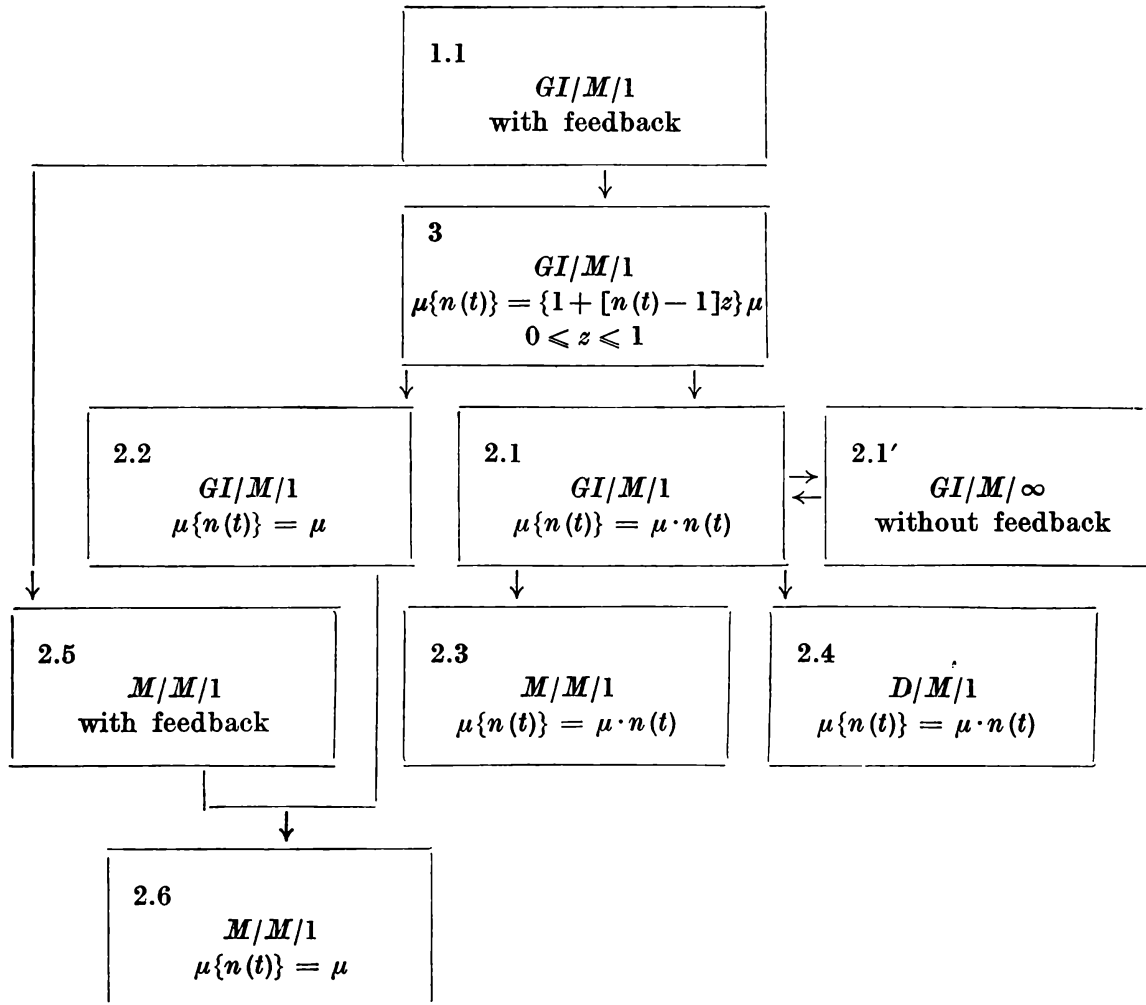 1.1
GI/M/1
with feedback
3
GI/M/1
μ{n(t)} = {1 + [n(t) − 1]z}μ
0 ⩽ z ⩽ 1
2.2
GI/M/1
μ{n(t)} = μ
2.1
GI/M/1
μ{n(t)} = μ·n(t)
2.1′
GI/M/∞
without feedback
2.5
M/M/1
with feedback
2.3
M/M/1
μ{n(t)} = μ·n(t)
2.4
D/M/1
μ{n(t)} = μ·n(t)
2.6
M/M/1
μ{n(t)} = μ